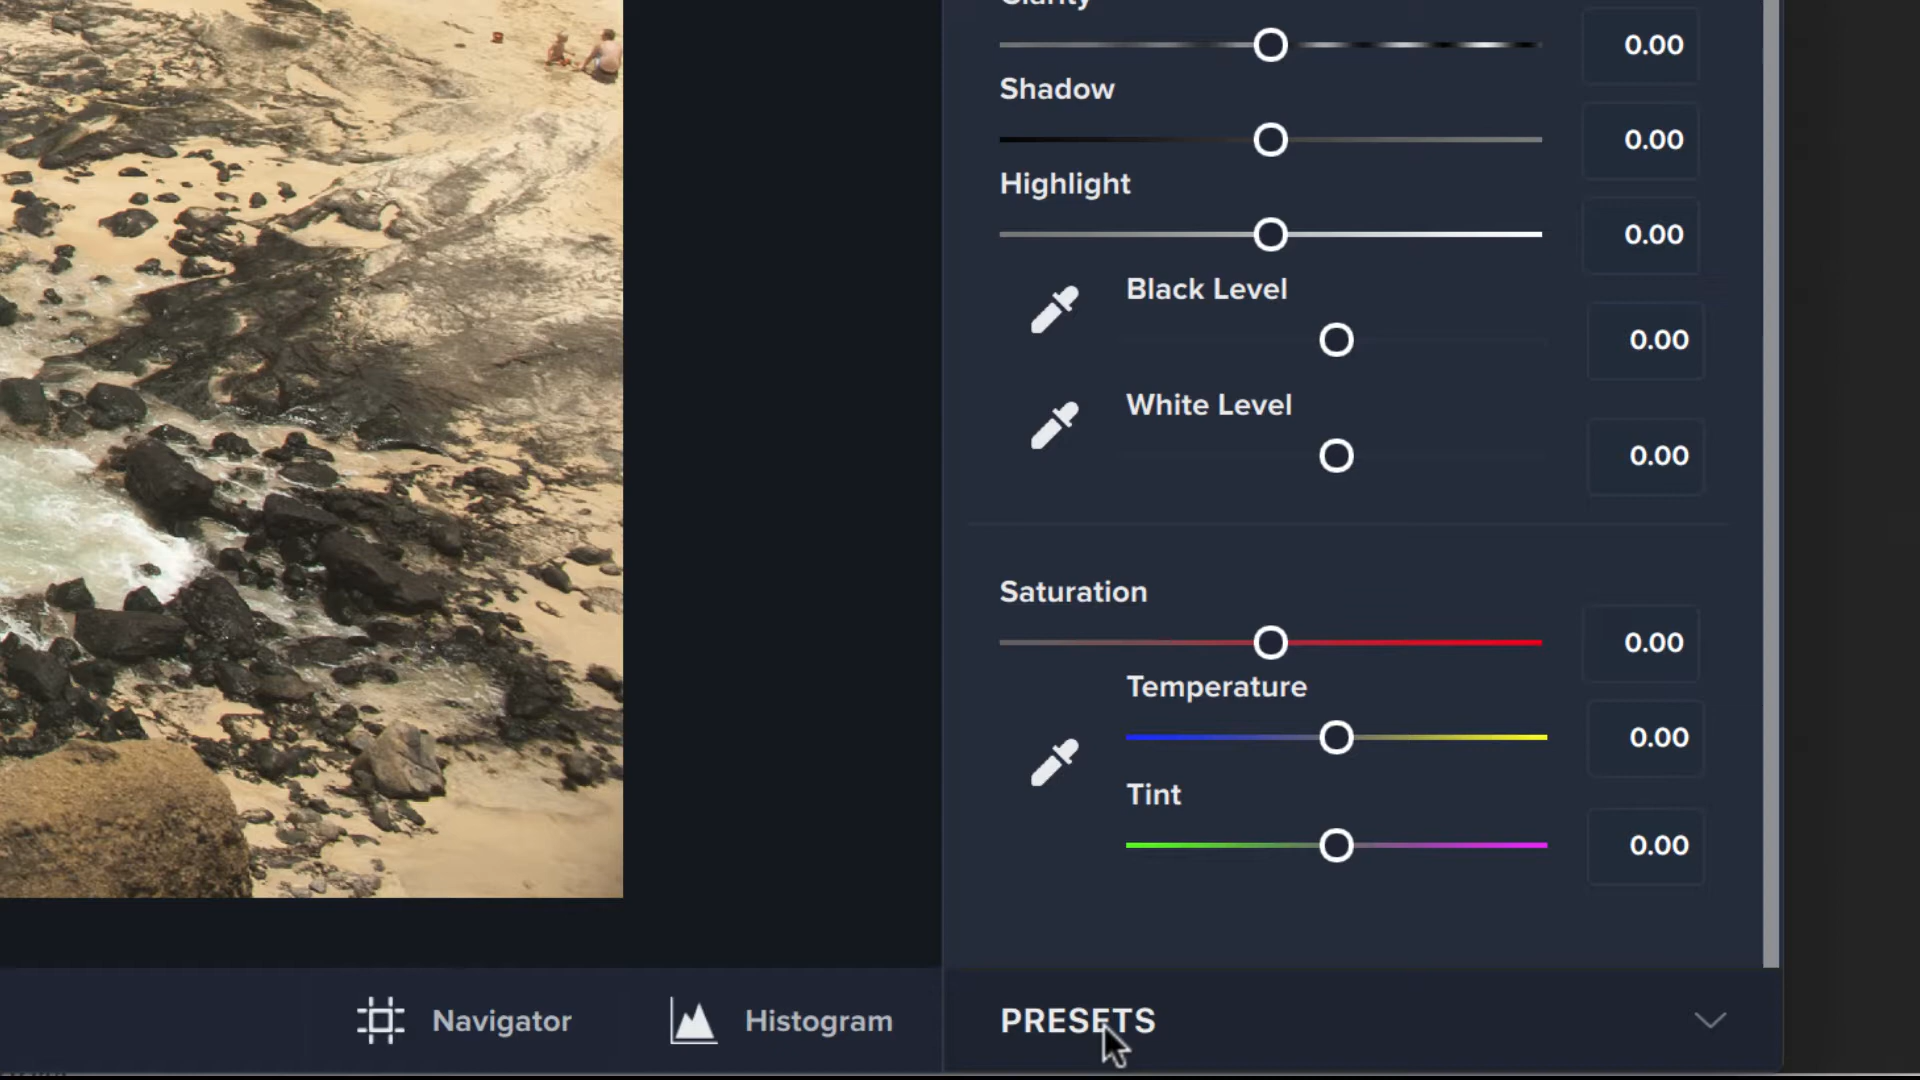 Clarity
0.00
Shadow
0.00
Highlight
0.00
Black Level
0.00
White Level
0.00
Saturation
0.00
Temperature
0.00
Tint
0.00
Navigator
Histogram
PRESETS